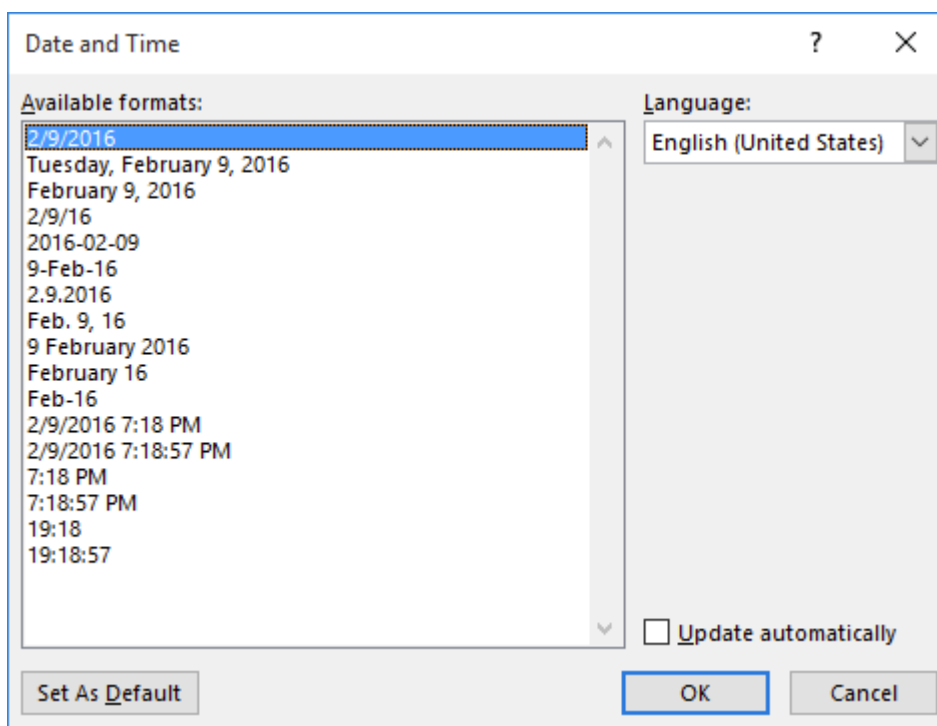 Date and Time
?
Available formats:
Language:
2/9/2016
English (United States)
Tuesday, February 9, 2016
February 9, 2016
2/9/16
2016-02-09
9-Feb-16
2.9.2016
Feb. 9, 16
9 February 2016
February 16
Feb-16
2/9/2016 7:18 PM
2/9/2016 7:18:57 PM
7:18 PM
7:18:57 PM
19:18
19:18:57
Update automatically
Set As Default
OK
Cancel